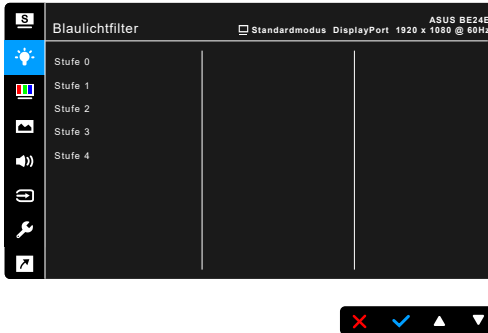 S
Blaulichtfilter
ASUS BE24E
Standardmodus DisplayPort 1920 x 1080 @ 60Hz
Stufe 0
Stufe 1
Stufe 2
Stufe 3
Stufe 4